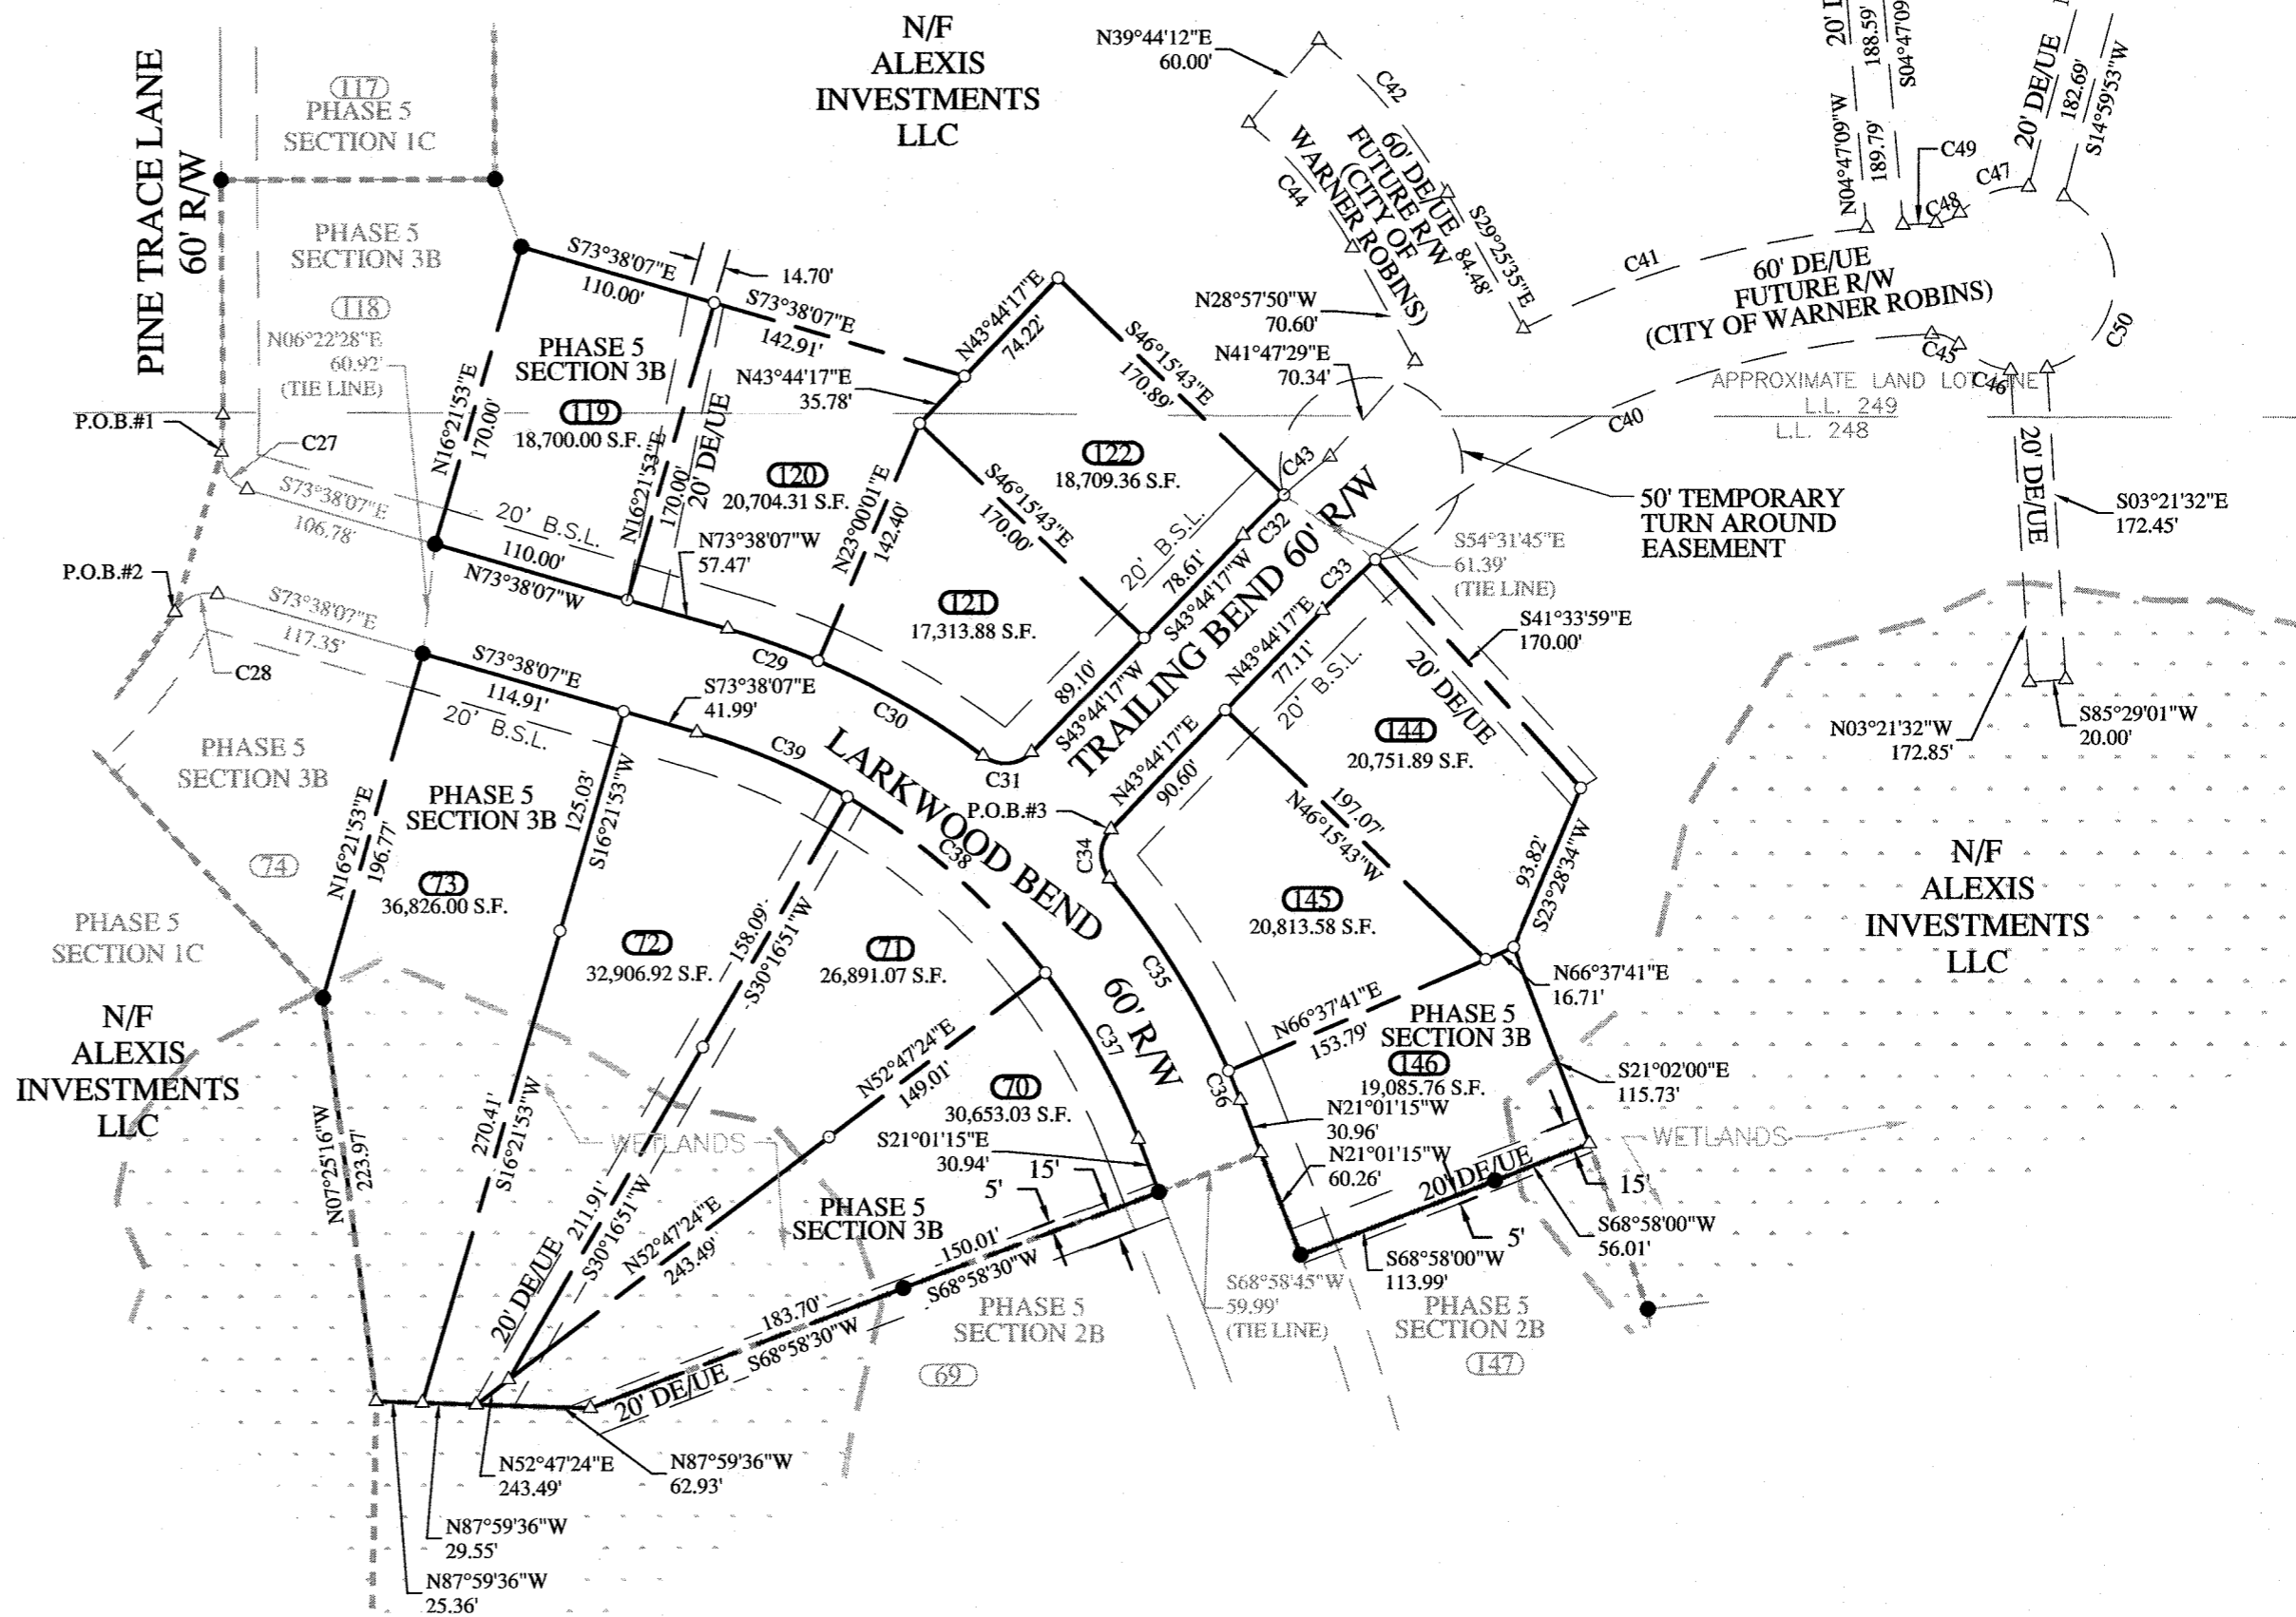 N/F
ALEXIS
INVESTMENTS
LLC
N39°44'12"E
60.00'
C42
60' DE/UE
FUTURE R/W
(CITY OF
WARNER ROBINS)
C44
S29°25'35"E
84.48'
188.59'
S04°47'09
N04°47'09"W
189.79'
20' DE/UE
182.69'
S14°59'53"W
C49
C47
C48
C41
60' DE/UE
FUTURE R/W
(CITY OF WARNER ROBINS)
C50
C45
C46
C40
APPROXIMATE LAND LOT LINE
L.L. 249
L.L. 248
PINE TRACE LANE
60' R/W
117
PHASE 5
SECTION 1C
PHASE 5
SECTION 3B
118
N06°22'28"E
60.92'
(TIE LINE)
P.O.B.#1
C27
S73°38'07"E
106.78'
P.O.B.#2
S73°38'07"E
117.35'
C28
S73°38'07"E
110.00'
14.70'
PHASE 5
SECTION 3B
119
18,700.00 S.F.
N16°21'53"E
170.00'
N16°21'53"E
170.00'
20' DE/UE
20' B.S.L.
110.00'
N73°38'07"W
S73°38'07"E
142.91'
N43°44'17"E
35.78'
120
20,704.31 S.F.
N73°38'07"W
57.47'
N23°00'01"E
142.40'
N43°44'17"E
74.22'
S46°15'43"E
170.89'
122
18,709.36 S.F.
S46°15'43"E
170.00'
121
17,313.88 S.F.
20' B.S.L.
N28°57'50"W
70.60'
N41°47'29"E
70.34'
C43
C32
78.61'
S43°44'17"W
89.10'
S43°44'17"W
TRAILING BEND 60' R/W
50' TEMPORARY
TURN AROUND
EASEMENT
S54°31'45"E
61.39'
(TIE LINE)
S41°33'59"E
170.00'
C33
N43°44'17"E
77.11'
20' B.S.L.
20' DE/UE
144
20,751.89 S.F.
N43°44'17"E
90.60'
197.07'
N46°15'43"W
93.82'
S23°28'34"W
20' DE/UE
S03°21'32"E
172.45'
N03°21'32"W
172.85'
S85°29'01"W
20.00'
C29
C30
C31
P.O.B.#3
C34
S73°38'07"E
114.91'
S73°38'07"E
41.99'
20' B.S.L.
C39
LARKWOOD BEND
60' R/W
C38
C35
C37
C36
PHASE 5
SECTION 3B
74
PHASE 5
SECTION 1C
N16°21'53"E
196.77'
PHASE 5
SECTION 3B
73
36,826.00 S.F.
125.03'
S16°21'53"W
72
32,906.92 S.F.
158.09'
S30°16'51"W
71
26,891.07 S.F.
145
20,813.58 S.F.
N66°37'41"E
153.79'
N66°37'41"E
16.71'
PHASE 5
SECTION 3B
146
19,085.76 S.F.
S21°02'00"E
115.73'
N/F
ALEXIS
INVESTMENTS
LLC
N/F
ALEXIS
INVESTMENTS
LLC
N07°25'16"W
223.97'
270.41'
S16°21'53"W
WETLANDS
N52°47'24"E
149.01'
70
30,653.03 S.F.
S21°01'15"E
30.94'
15'
5'
N21°01'15"W
30.96'
N21°01'15"W
60.26'
WETLANDS
20' DE/UE
15'
S68°58'00"W
56.01'
5'
S68°58'00"W
113.99'
20' DE/UE
211.91'
S30°16'51"W
N52°47'24"E
243.49'
PHASE 5
SECTION 3B
150.01'
S68°58'30"W
183.70'
S68°58'30"W
20' DE/UE
S68°58'45"W
59.99'
(TIE LINE)
PHASE 5
SECTION 2B
69
PHASE 5
SECTION 2B
147
N52°47'24"E
243.49'
N87°59'36"W
62.93'
N87°59'36"W
29.55'
N87°59'36"W
25.36'